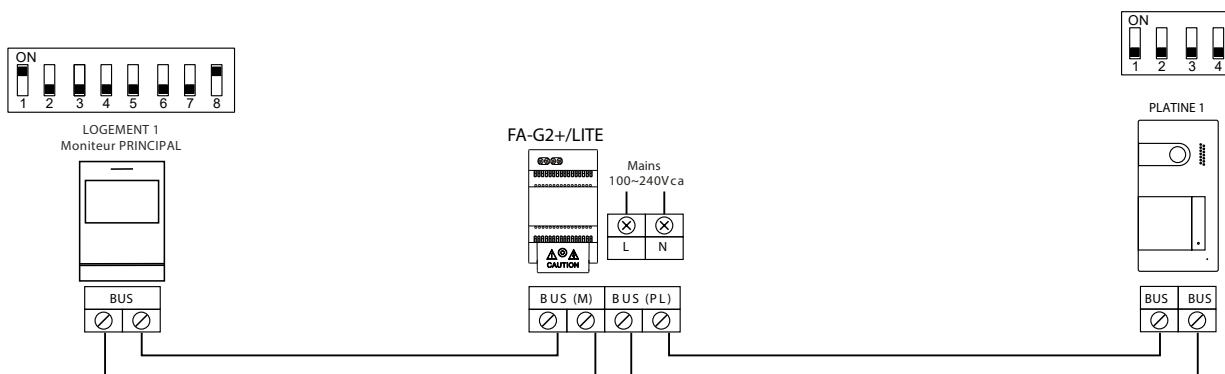 ON
1 2 3 4 5 6 7 8
LOGEMENT 1
Moniteur PRINCIPAL
BUS
FA-G2+/LITE
CAUTION
Mains
100~240Vca
L N
BUS (M) BUS (PL)
ON
1 2 3 4
PLATINE 1
BUS BUS